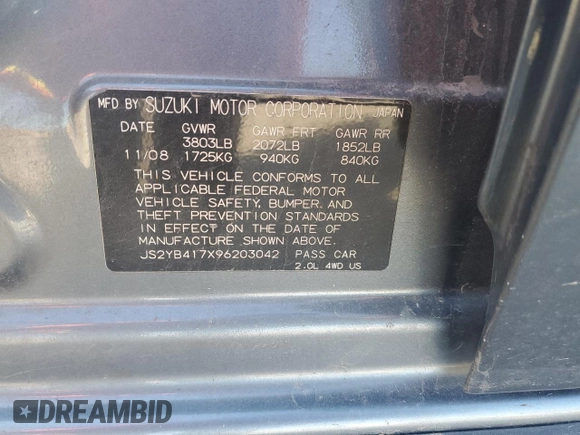 MFD BY SUZUKI MOTOR CORPORATION JAPAN
DATE GVWR GAWR FRT GAWR RR
3803LB 2072LB 1852LB
11/08 1725KG 940KG 840KG
THIS VEHICLE CONFORMS TO ALL
APPLICABLE FEDERAL MOTOR
VEHICLE SAFETY, BUMPER, AND
THEFT PREVENTION STANDARDS
IN EFFECT ON THE DATE OF
MANUFACTURE SHOWN ABOVE.
JS2YB417X96203042 PASS CAR
2.0L 4WD US
DREAMBID